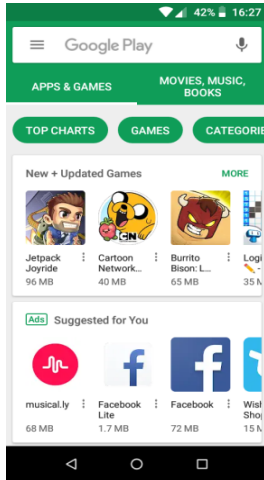 42% 16:27
Google Play
APPS & GAMES
MOVIES, MUSIC,
BOOKS
TOP CHARTS GAMES CATEGORIE
New + Updated Games MORE
CN
Jetpack Cartoon Burrito Logi
Joyride Network... Bison: L... -
96 MB 40 MB 65 MB 35 M
Ads Suggested for You
musical.ly Facebook Facebook Wish
Lite Shop
68 MB 1.7 MB 72 MB 15 M